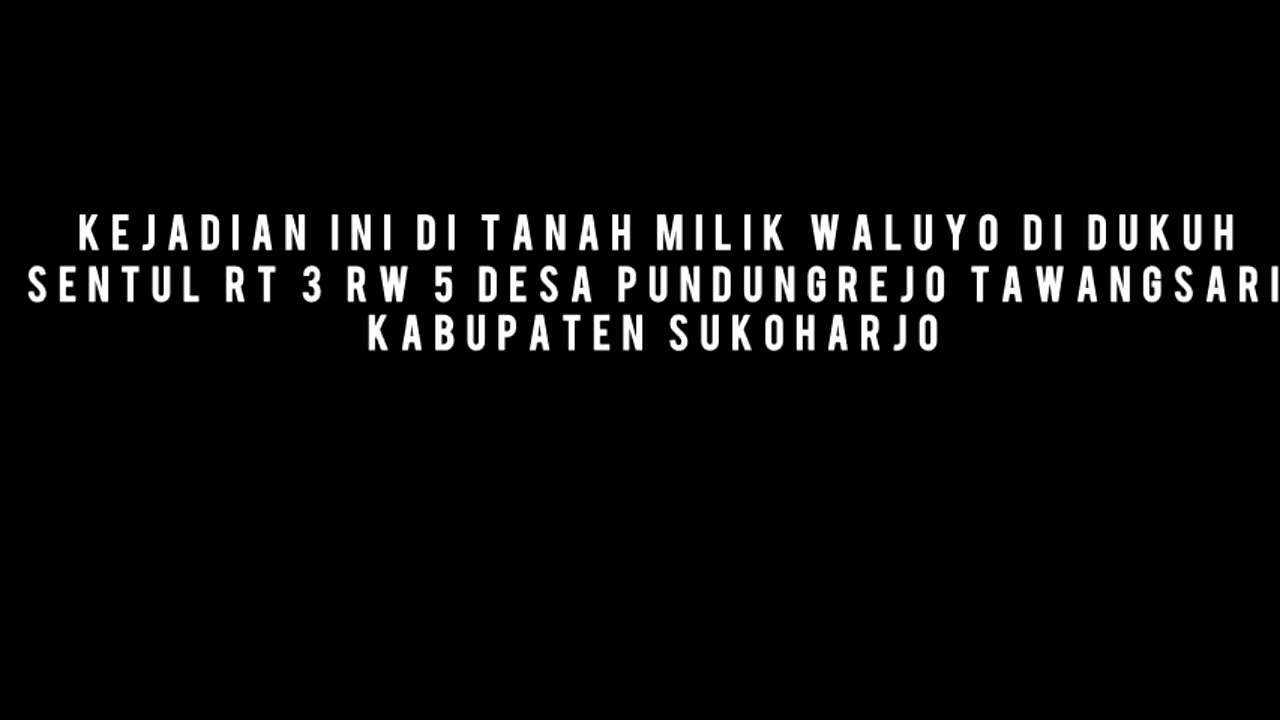 KEJADIAN INI DI TANAH MILIK WALUYO DI DUKUH
SENTUL RT 3 RW 5 DESA PUNDUNGREJO TAWANGSARI
KABUPATEN SUKOHARJO